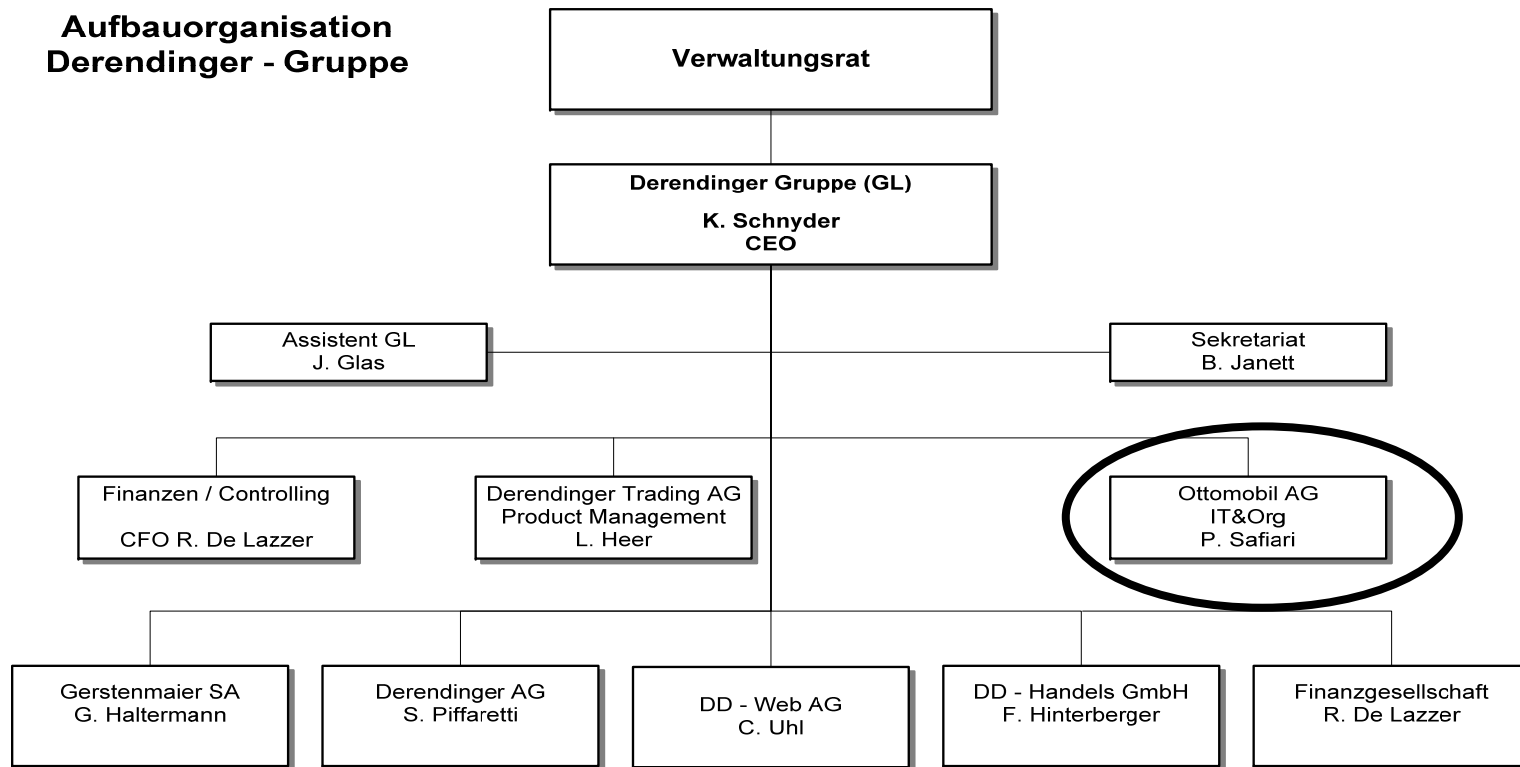 Aufbauorganisation
Derendinger - Gruppe
Verwaltungsrat
Derendinger Gruppe (GL)
K. Schnyder
CEO
Assistent GL
J. Glas
Sekretariat
B. Janett
Finanzen / Controlling
CFO R. De Lazzer
Derendinger Trading AG
Product Management
L. Heer
Ottomobil AG
IT&Org
P. Safiari
Gerstenmaier SA
G. Haltermann
Derendinger AG
S. Piffaretti
DD - Web AG
C. Uhl
DD - Handels GmbH
F. Hinterberger
Finanzgesellschaft
R. De Lazzer